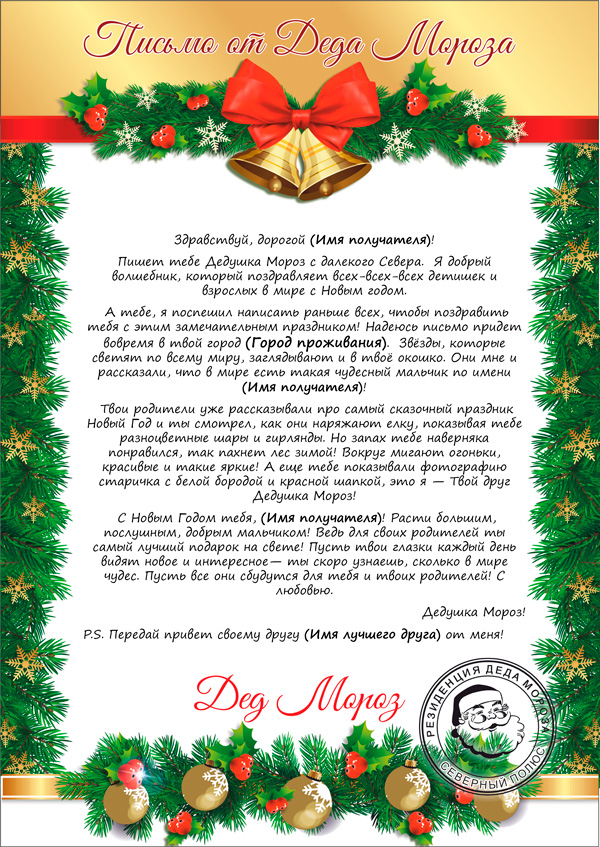 Письмо от Деда Мороза
Здравствуй, дорогой (Имя получателя)!
Пишет тебе Дедушка Мороз с далекого Севера. Я добрый
волшебник, который поздравляет всех-всех-всех детишек и
взрослых в мире с Новым годом.
А тебе, я поспешил написать раньше всех, чтобы поздравить
тебя с этим замечательным праздником! Надеюсь письмо придет
вовремя в твой город (Город проживания). Звёзды, которые
светят по всему миру, заглядывают и в твоё окошко. Они мне и
рассказали, что в мире есть такая чудесный мальчик по имени
(Имя получателя)!
Твои родители уже рассказывали про самый сказочный праздник
Новый Год и ты смотрел, как они наряжают елку, показывая тебе
разноцветные шары и гирлянды. Но запах тебе наверняка
понравился, так пахнет лес зимой! Вокруг мигают огоньки,
красивые и такие яркие! А еще тебе показывали фотографию
старичка с белой бородой и красной шапкой, это я — Твой друг
Дедушка Мороз!
С Новым Годом тебя, (Имя получателя)! Расти большим,
послушным, добрым мальчиком! Ведь для своих родителей ты
самый лучший подарок на свете! Пусть твои глазки каждый день
видят новое и интересное— ты скоро узнаешь, сколько в мире
чудес. Пусть все они сбудутся для тебя и твоих родителей! С
любовью.
Дедушка Мороз!
P.S. Передай привет своему другу (Имя лучшего друга) от меня!
Дед Мороз
РЕЗИДЕНЦИЯ ДЕДА МОРОЗА
СЕВЕРНЫЙ ПОЛЮС